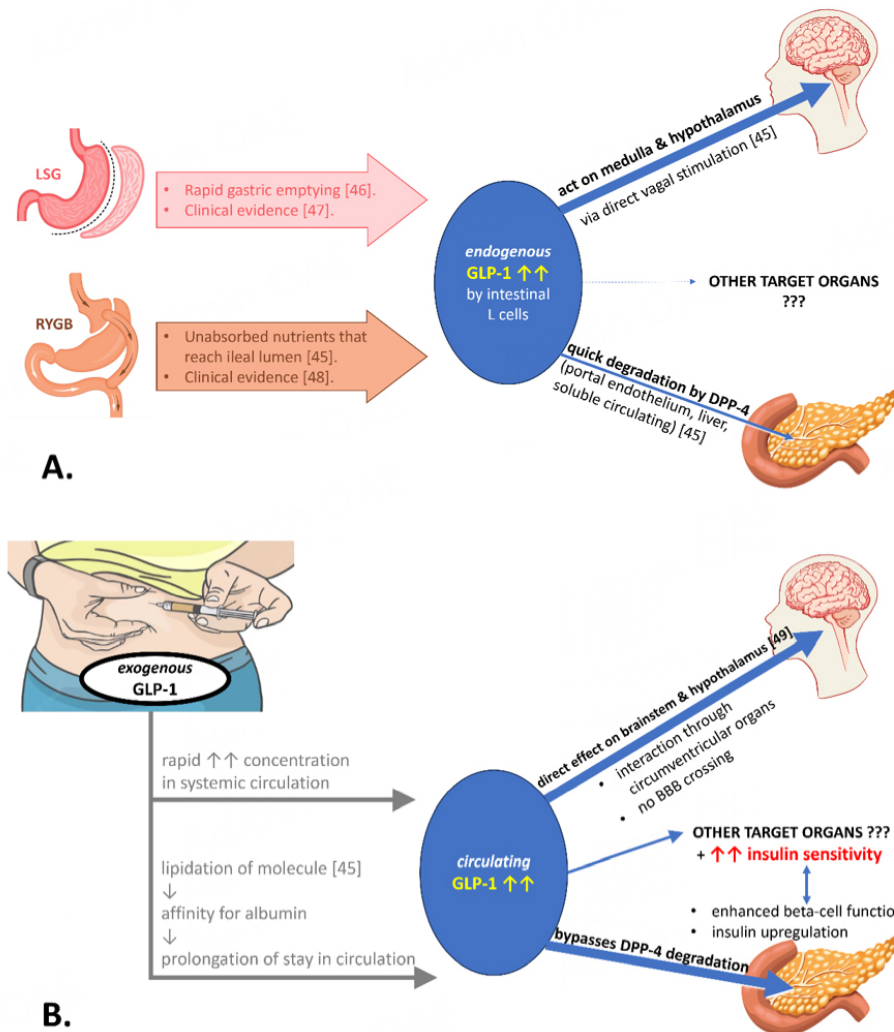 LSG
• Rapid gastric emptying [46].
• Clinical evidence [47].
RYGB
• Unabsorbed nutrients that
reach ileal lumen [45].
• Clinical evidence [48].
endogenous
GLP-1 ↑↑
by intestinal
L cells
act on medulla & hypothalamus
via direct vagal stimulation [45]
OTHER TARGET ORGANS
???
quick degradation by DPP-4
(portal endothelium, liver,
soluble circulating) [45]
A.
exogenous
GLP-1
rapid ↑↑ concentration
in systemic circulation
lipidation of molecule [45]
↓
affinity for albumin
↓
prolongation of stay in circulation
circulating
GLP-1 ↑↑
direct effect on brainstem & hypothalamus [49]
• interaction through
circumventricular organs
• no BBB crossing
OTHER TARGET ORGANS ???
+ ↑↑ insulin sensitivity
• enhanced beta-cell function
• insulin upregulation
bypasses DPP-4 degradation
B.